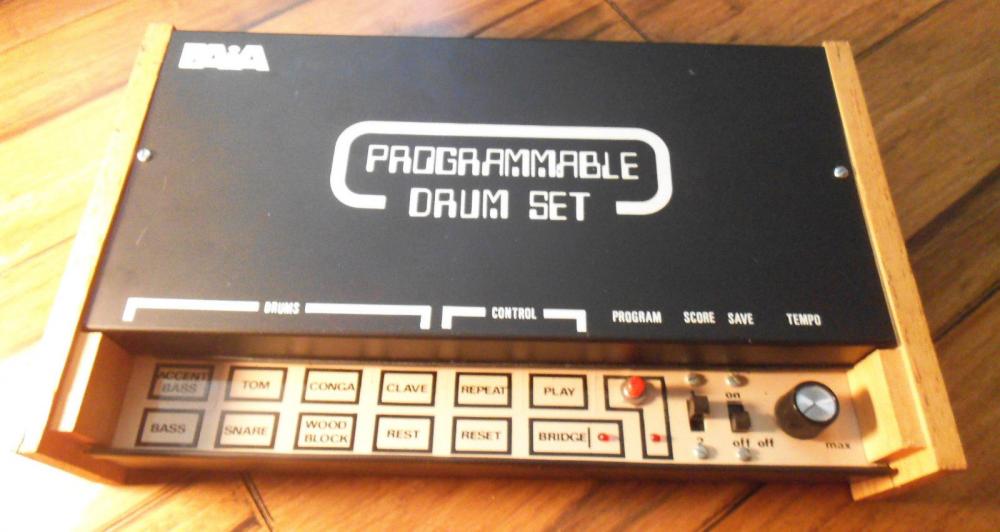 PAiA
PROGRAMMABLE
DRUM SET
DRUMS
CONTROL
PROGRAM
SCORE
SAVE
TEMPO
ACCENT
BASS
TOM
CONGA
CLAVE
REPEAT
PLAY
on
BASS
SNARE
WOOD
BLOCK
REST
RESET
BRIDGE
2
off
off
max